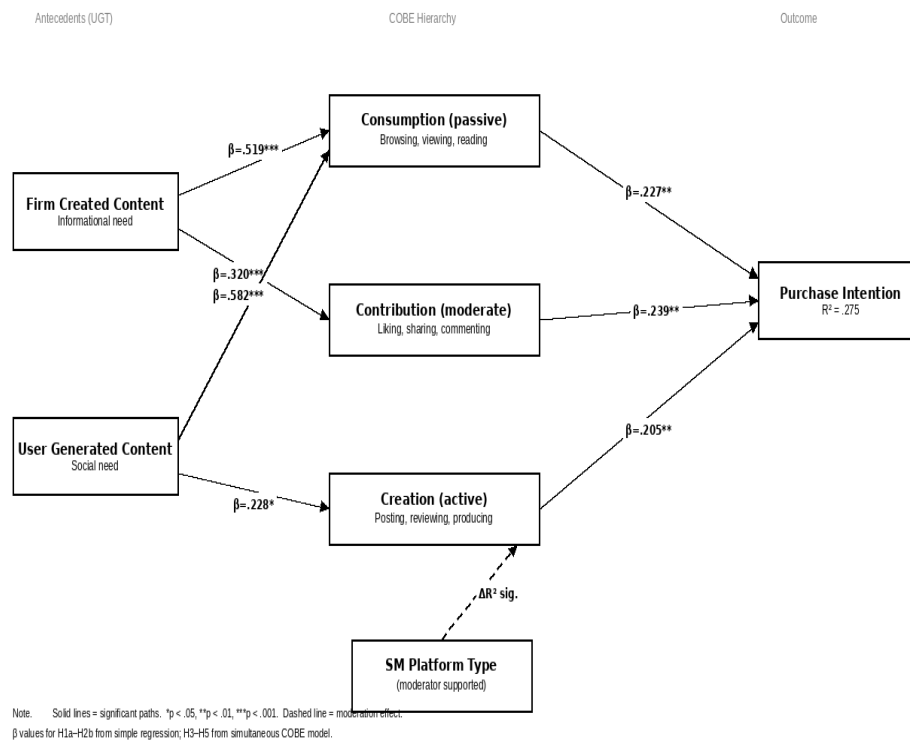 Antecedents (UGT)
COBE Hierarchy
Outcome
Consumption (passive)
Browsing, viewing, reading
β=.519***
β=.227**
Firm Created Content
Informational need
β=.320***
β=.582***
Contribution (moderate)
Liking, sharing, commenting
β=.239**
Purchase Intention
R² = .275
User Generated Content
Social need
β=.205**
β=.228*
Creation (active)
Posting, reviewing, producing
ΔR² sig.
SM Platform Type
(moderator supported)
Note. Solid lines = significant paths. *p < .05, **p < .01, ***p < .001. Dashed line = moderation effect.
β values for H1a–H2b from simple regression; H3–H5 from simultaneous COBE model.